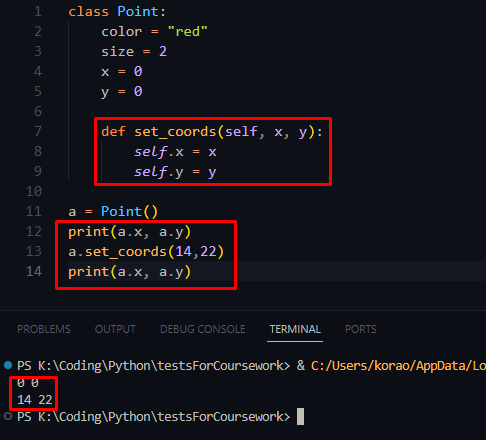 1 class Point:
2     color = "red"
3     size = 2
4     x = 0
5     y = 0
6
7     def set_coords(self, x, y):
8         self.x = x
9         self.y = y
10
11 a = Point()
12 print(a.x, a.y)
13 a.set_coords(14,22)
14 print(a.x, a.y)
PROBLEMS OUTPUT DEBUG CONSOLE TERMINAL PORTS
PS K:\Coding\Python\testsForCoursework> & C:/Users/korao/AppData/Lo
0 0
14 22
PS K:\Coding\Python\testsForCoursework>